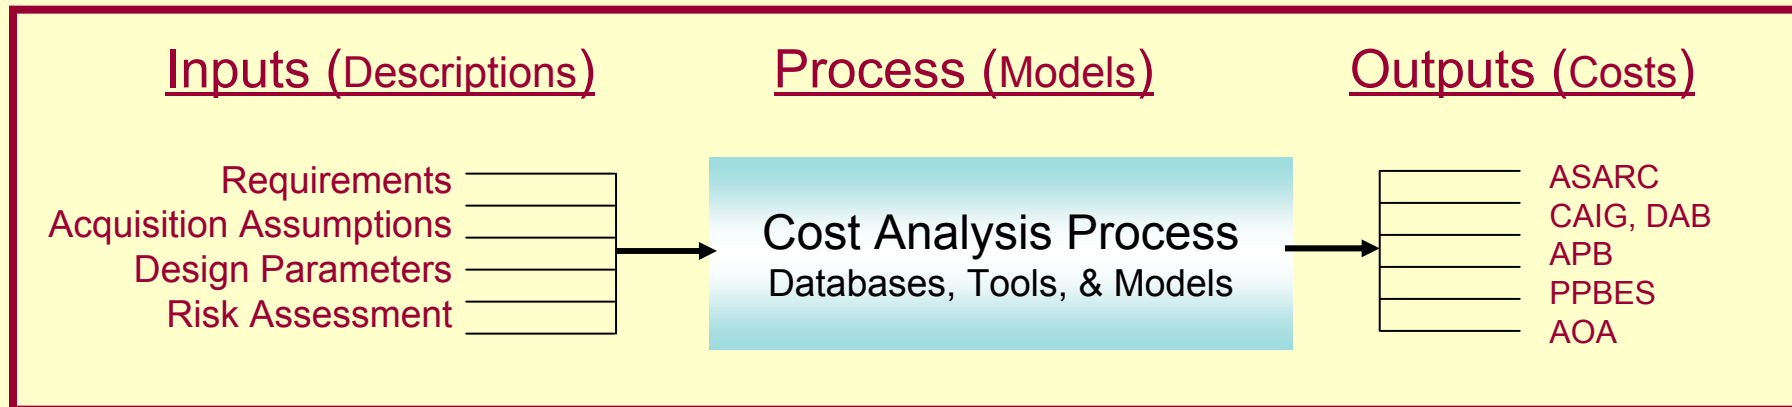 Inputs (Descriptions)
Process (Models)
Outputs (Costs)
Requirements
Acquisition Assumptions
Design Parameters
Risk Assessment
Cost Analysis Process
Databases, Tools, & Models
ASARC
CAIG, DAB
APB
PPBES
AOA